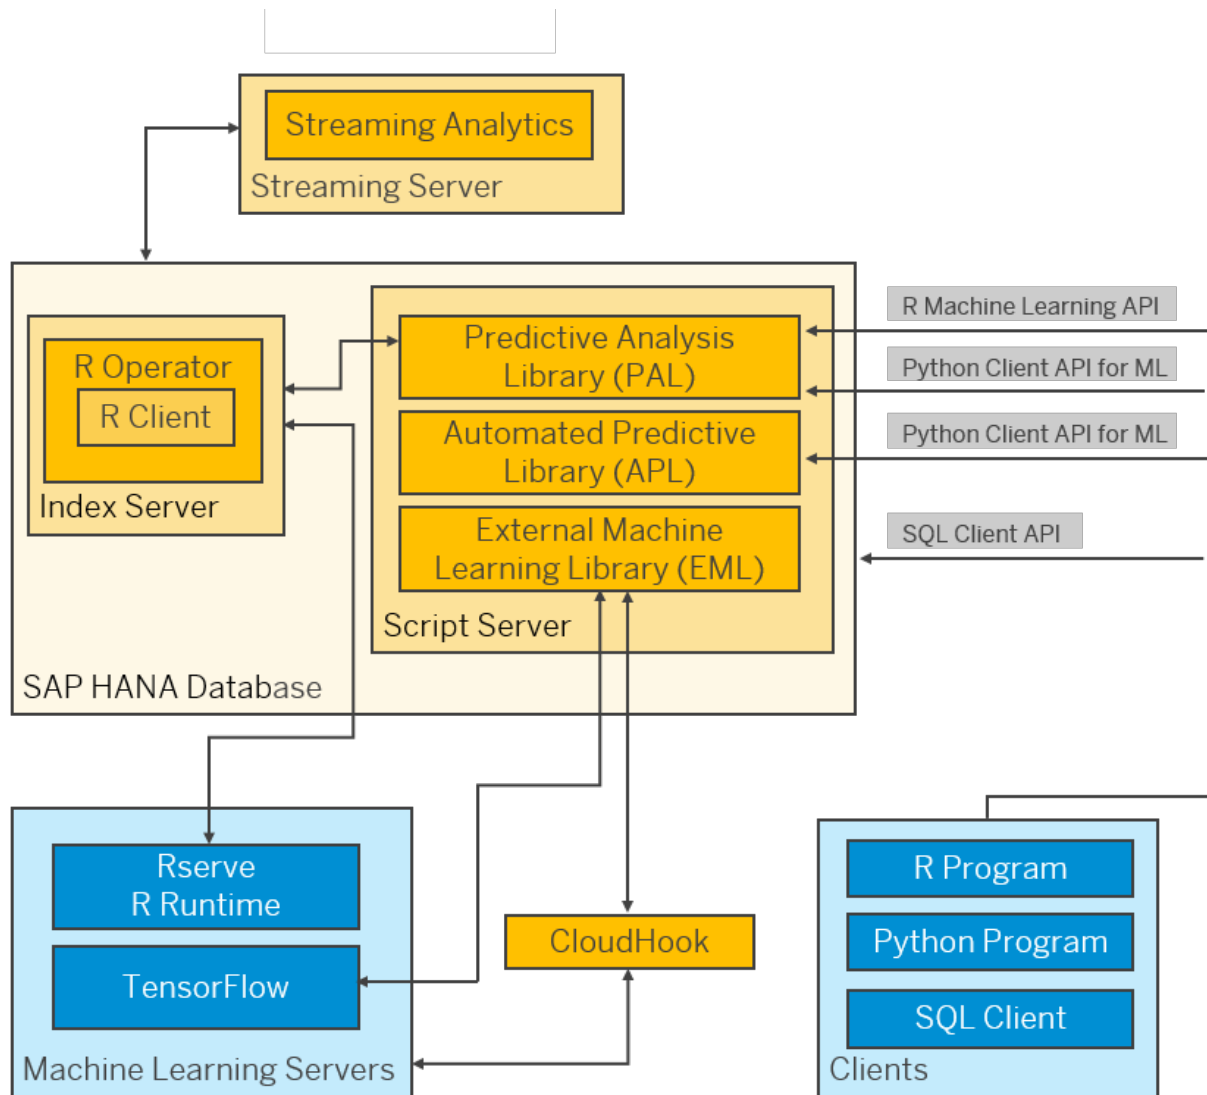 Streaming Analytics
Streaming Server
R Operator
R Client
Index Server
Predictive Analysis
Library (PAL)
Automated Predictive
Library (APL)
External Machine
Learning Library (EML)
Script Server
SAP HANA Database
R Machine Learning API
Python Client API for ML
Python Client API for ML
SQL Client API
Rserve
R Runtime
TensorFlow
Machine Learning Servers
CloudHook
R Program
Python Program
SQL Client
Clients